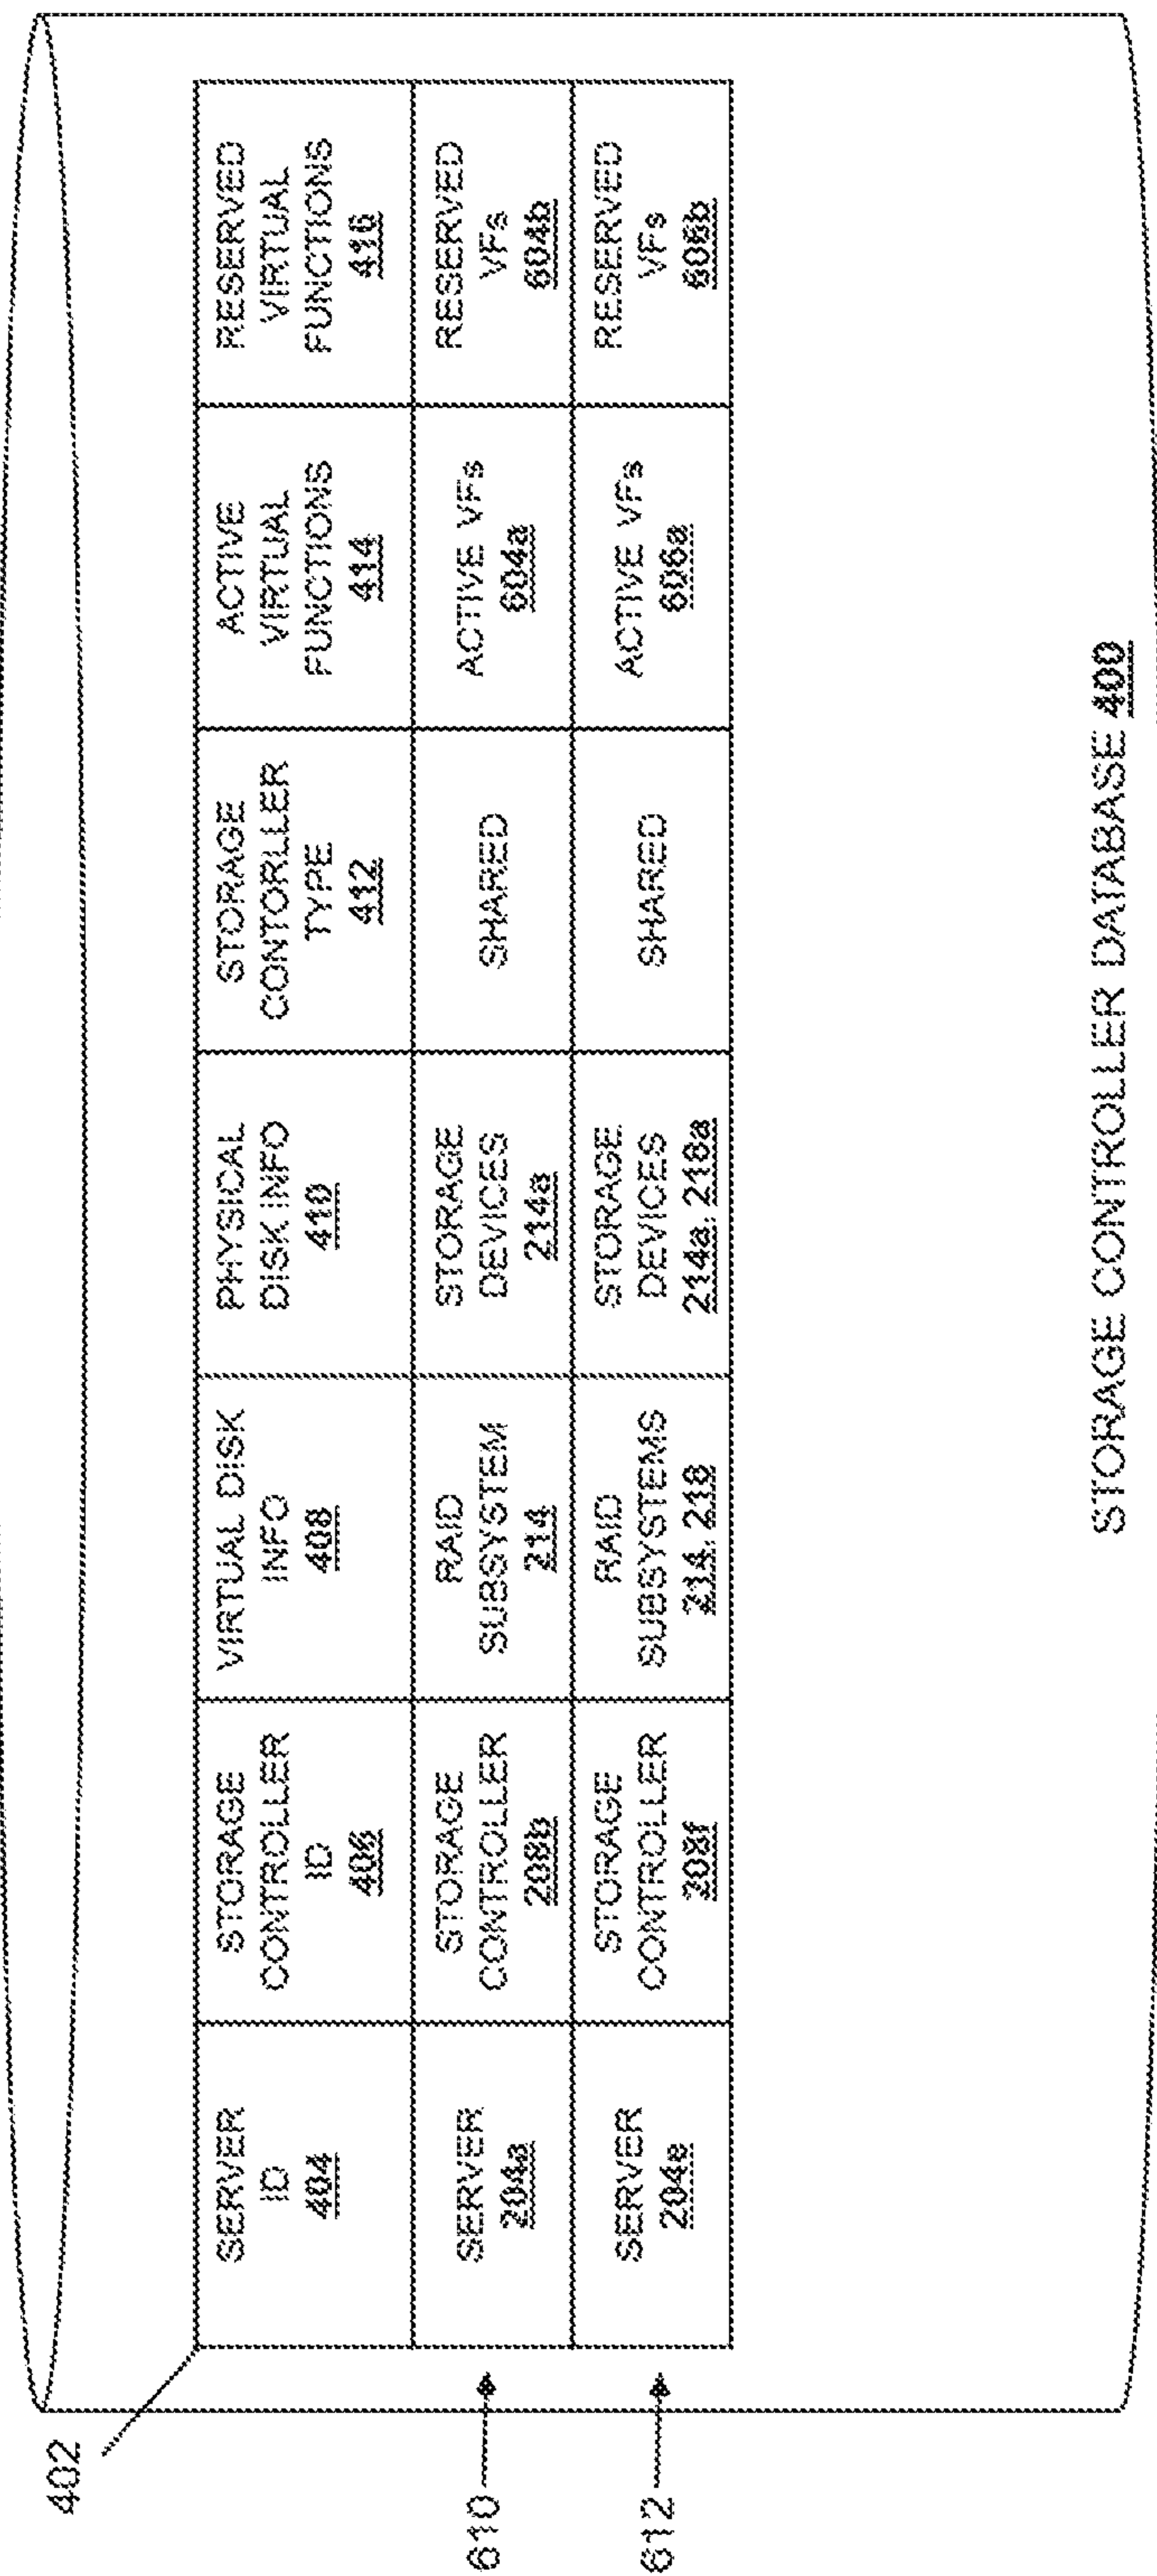 402
SERVER
ID
404
STORAGE
CONTROLLER
ID
406
VIRTUAL DISK
INFO
408
PHYSICAL
DISK INFO
410
STORAGE
CONTORLLER
TYPE
412
ACTIVE
VIRTUAL
FUNCTIONS
414
RESERVED
VIRTUAL
FUNCTIONS
416
610
SERVER
204a
STORAGE
CONTROLLER
208b
RAID
SUBSYSTEM
214
STORAGE
DEVICES
214a
SHARED
ACTIVE VFs
604a
RESERVED
VFs
604b
612
SERVER
204e
STORAGE
CONTROLLER
208f
RAID
SUBSYSTEMS
214, 218
STORAGE
DEVICES
214a, 218a
SHARED
ACTIVE VFs
606a
RESERVED
VFs
606b
STORAGE CONTROLLER DATABASE 400